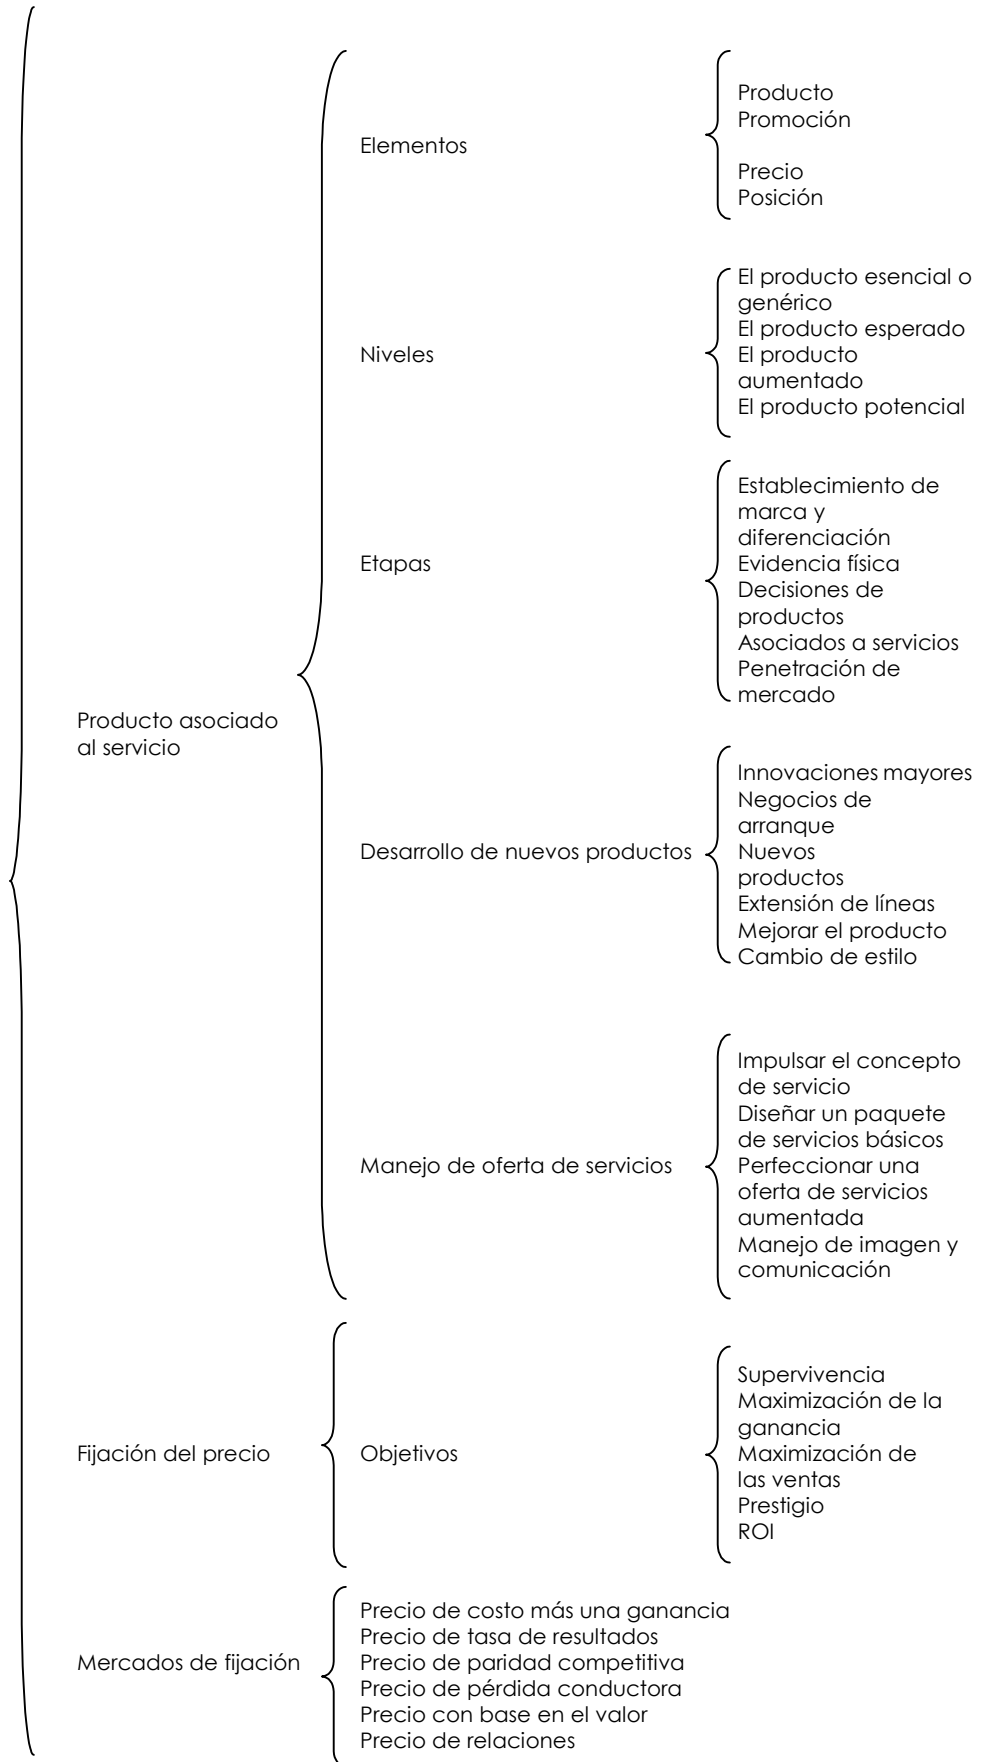 Elementos
Producto
Promoción
Precio
Posición
Niveles
El producto esencial o
genérico
El producto esperado
El producto
aumentado
El producto potencial
Etapas
Establecimiento de
marca y
diferenciación
Evidencia física
Decisiones de
productos
Asociados a servicios
Penetración de
mercado
Producto asociado
al servicio
Desarrollo de nuevos productos
Innovaciones mayores
Negocios de
arranque
Nuevos
productos
Extensión de líneas
Mejorar el producto
Cambio de estilo
Manejo de oferta de servicios
Impulsar el concepto
de servicio
Diseñar un paquete
de servicios básicos
Perfeccionar una
oferta de servicios
aumentada
Manejo de imagen y
comunicación
Fijación del precio
Objetivos
Supervivencia
Maximización de la
ganancia
Maximización de
las ventas
Prestigio
ROI
Mercados de fijación
Precio de costo más una ganancia
Precio de tasa de resultados
Precio de paridad competitiva
Precio de pérdida conductora
Precio con base en el valor
Precio de relaciones